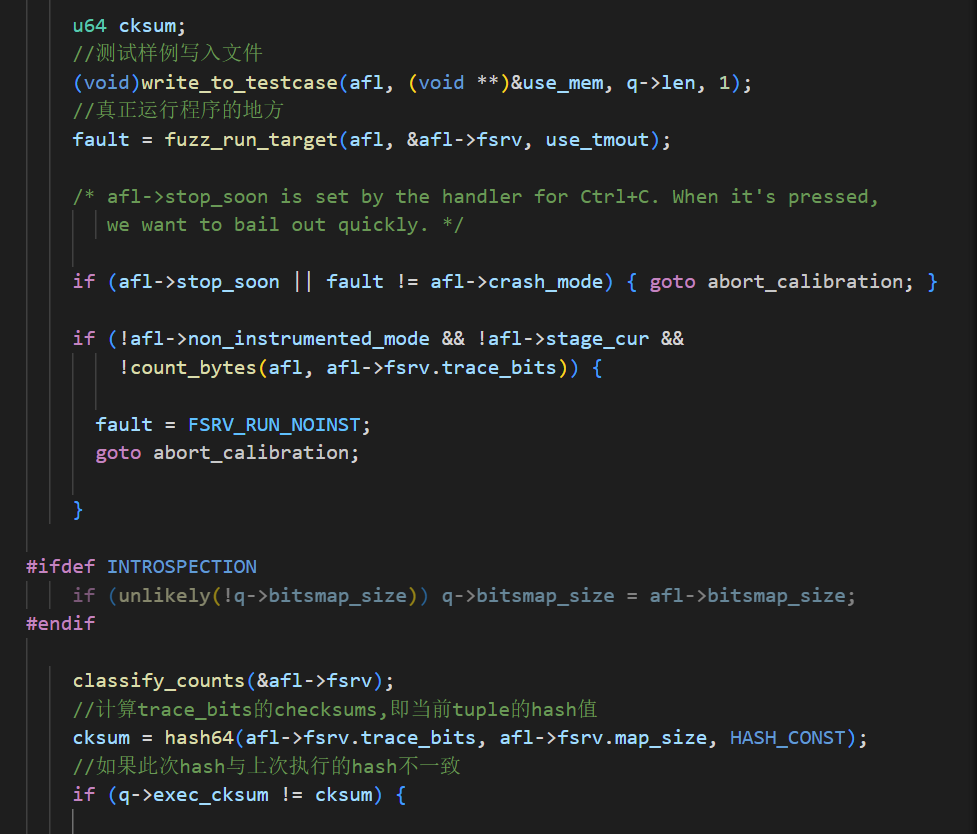 u64 cksum;
//测试样例写入文件
(void)write_to_testcase(afl, (void **)&use_mem, q->len, 1);
//真正运行程序的地方
fault = fuzz_run_target(afl, &afl->fsrv, use_tmout);
/* afl->stop_soon is set by the handler for Ctrl+C. When it's pressed,
we want to bail out quickly. */
if (afl->stop_soon || fault != afl->crash_mode) { goto abort_calibration; }
if (!afl->non_instrumented_mode && !afl->stage_cur &&
!count_bytes(afl, afl->fsrv.trace_bits)) {
fault = FSRV_RUN_NOINST;
goto abort_calibration;
}
#ifdef INTROSPECTION
if (unlikely(!q->bitsmap_size)) q->bitsmap_size = afl->bitsmap_size;
#endif
classify_counts(&afl->fsrv);
//计算trace_bits的checksums,即当前tuple的hash值
cksum = hash64(afl->fsrv.trace_bits, afl->fsrv.map_size, HASH_CONST);
//如果此次hash与上次执行的hash不一致
if (q->exec_cksum != cksum) {